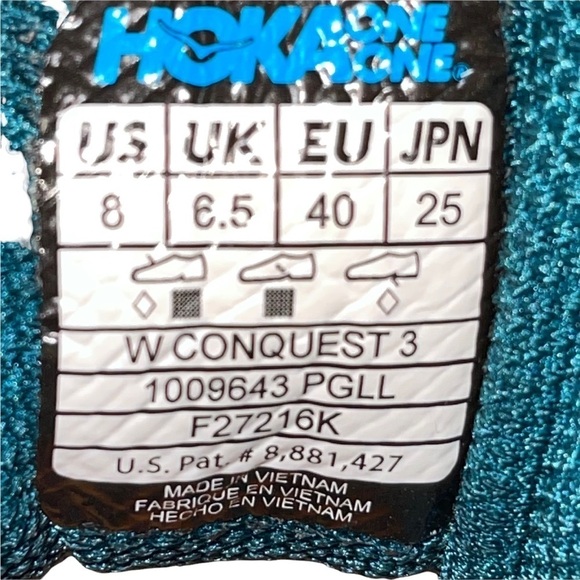 HOKA ONE ONE®
US UK EU JPN
8 6.5 40 25
W CONQUEST 3
1009643 PGLL
F27216K
U.S. Pat. # 8,881,427
MADE IN VIETNAM
FABRIQUE EN VIETNAM
HECHO EN VIETNAM